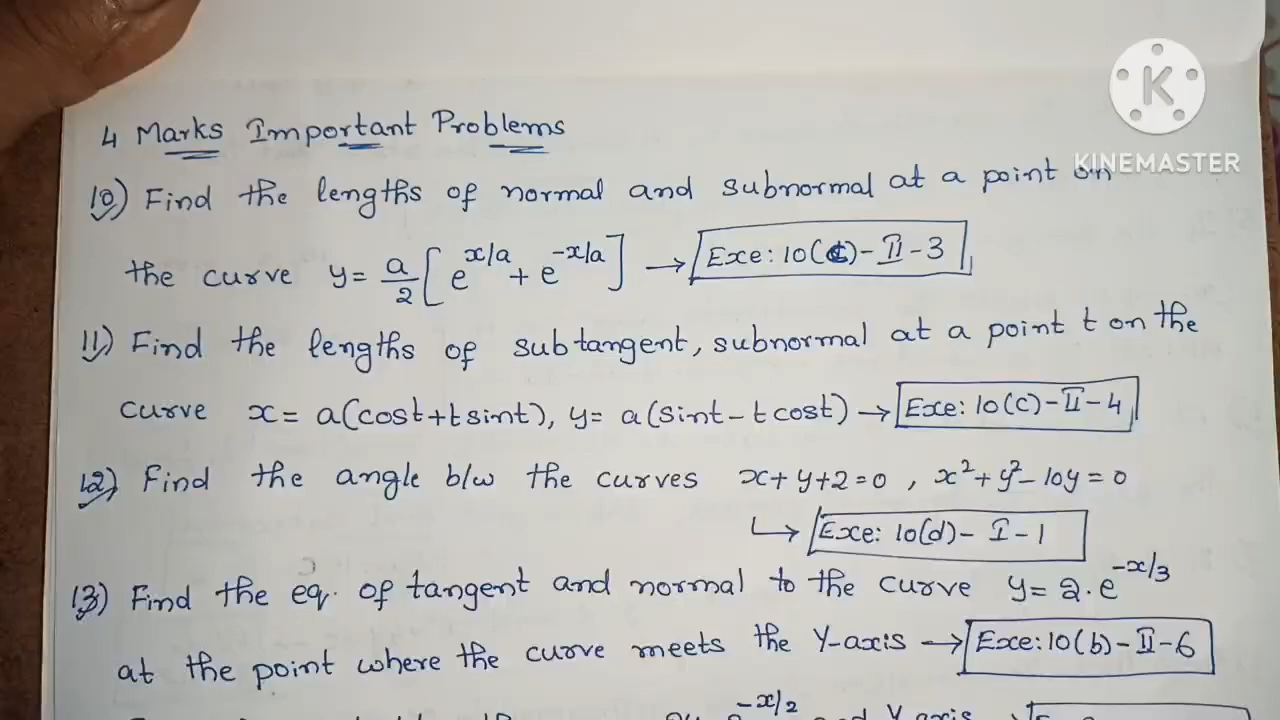 K
KINEMASTER
4 Marks Important Problems
10) Find the lengths of normal and subnormal at a point on
the curve y= a/2 [e^x/a + e^-x/a] → Exe: 10(C)-II-3
11) Find the lengths of subtangent, subnormal at a point t on the
curve x= a(cost+tsint), y= a(sint-tcost) → Exe: 10(C)-II-4
12) Find the angle b/w the curves x+y+2=0, x²+y²-10y=0
↳ Exe: 10(d)- I-1
13) Find the eq. of tangent and normal to the curve y=2.e^-x/3
at the point where the curve meets the Y-axis → Exe:10(b)-II-6
-x/2